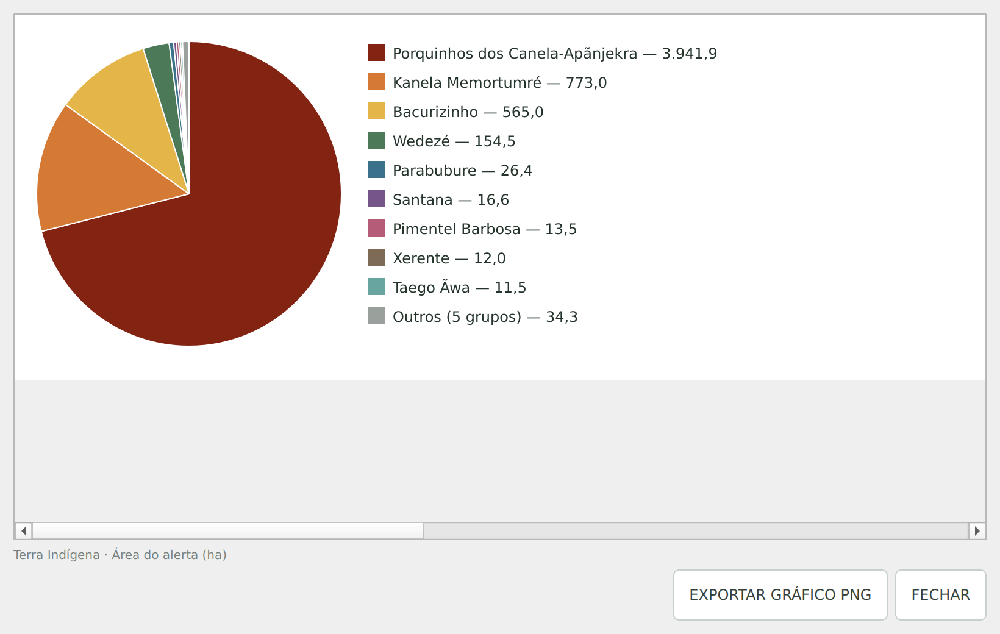 Porquinhos dos Canela-Apãnjekra — 3.941,9
Kanela Memortumré — 773,0
Bacurizinho — 565,0
Wedezé — 154,5
Parabubure — 26,4
Santana — 16,6
Pimentel Barbosa — 13,5
Xerente — 12,0
Taego Ãwa — 11,5
Outros (5 grupos) — 34,3
Terra Indígena · Área do alerta (ha)
EXPORTAR GRÁFICO PNG
FECHAR